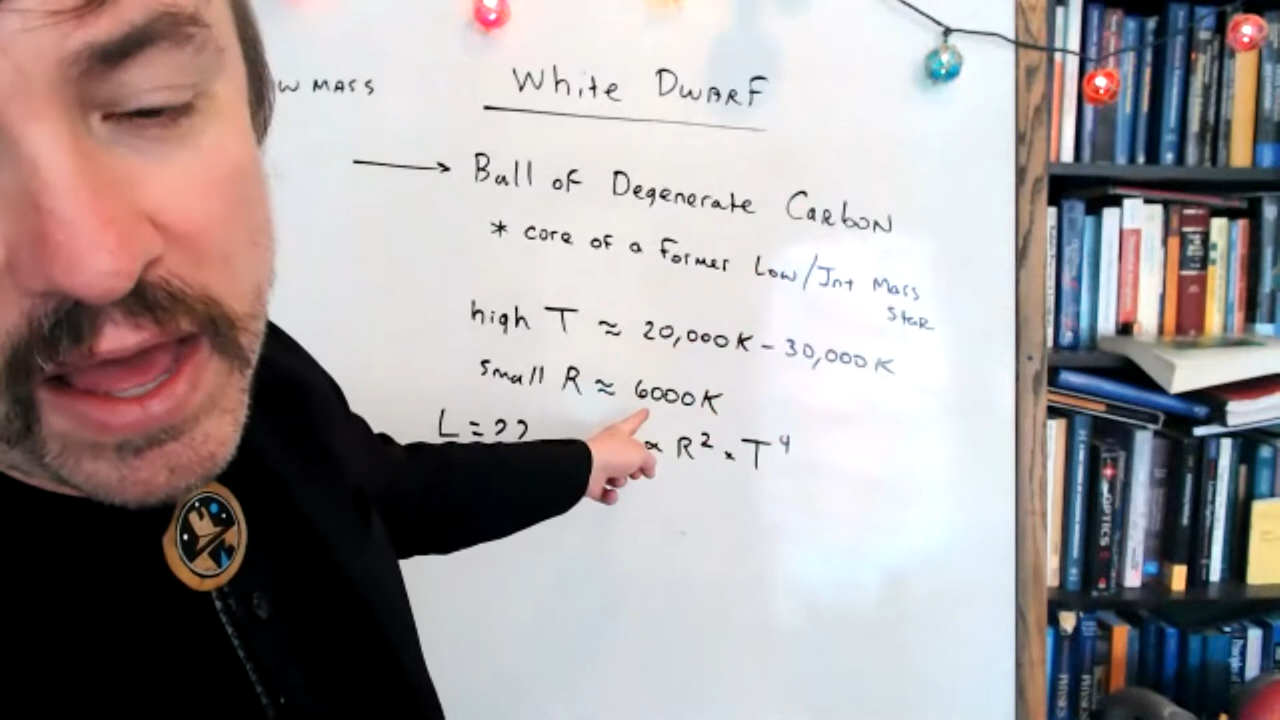 W MASS
White DWARF
→ Ball of Degenerate Carbon
* core of a Former Low/Int Mass
Star
high T ≈ 20,000K - 30,000K
small R ≈ 6000K
L = ?? ∝ R² × T⁴
OPTICS